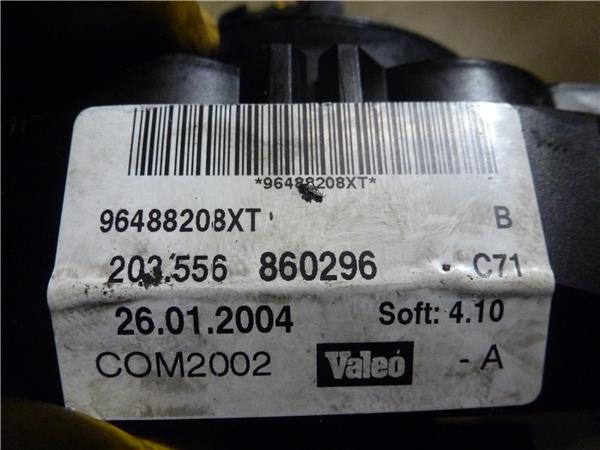 *96488208XT*
96488208XT B
203.556 860296 C71
26.01.2004 Soft: 4.10
COM2002 Valeo - A